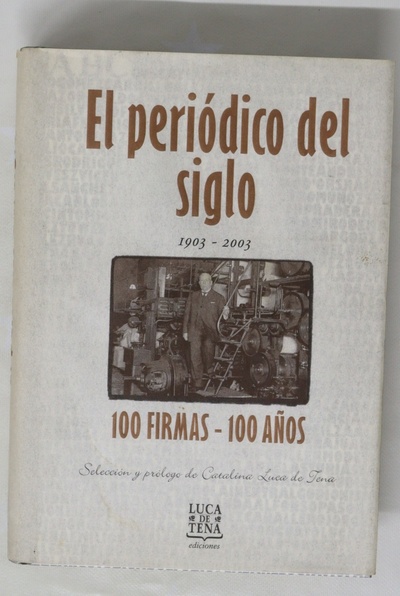 El periódico del
siglo
1903 - 2003
100 FIRMAS - 100 AÑOS
Selección y prólogo de Catalina Luca de Tena
LUCA
DE
TENA
ediciones